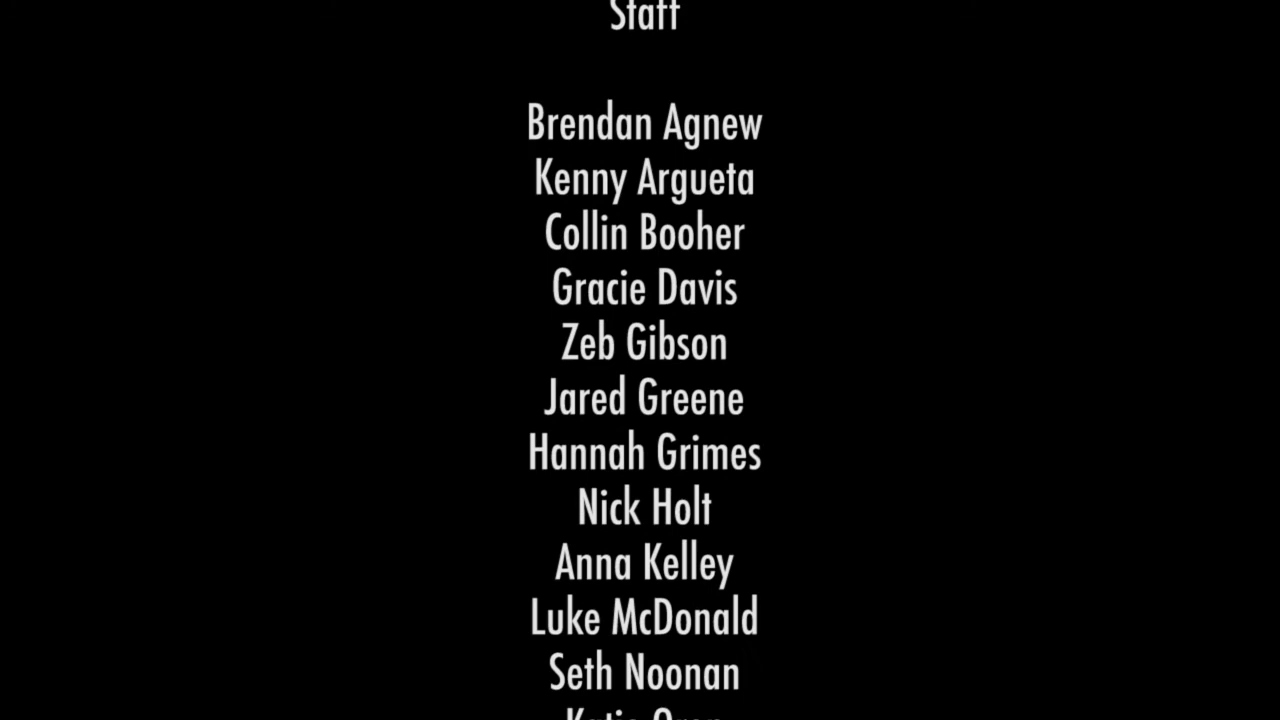 Staff
Brendan Agnew
Kenny Argueta
Collin Booher
Gracie Davis
Zeb Gibson
Jared Greene
Hannah Grimes
Nick Holt
Anna Kelley
Luke McDonald
Seth Noonan
Katie